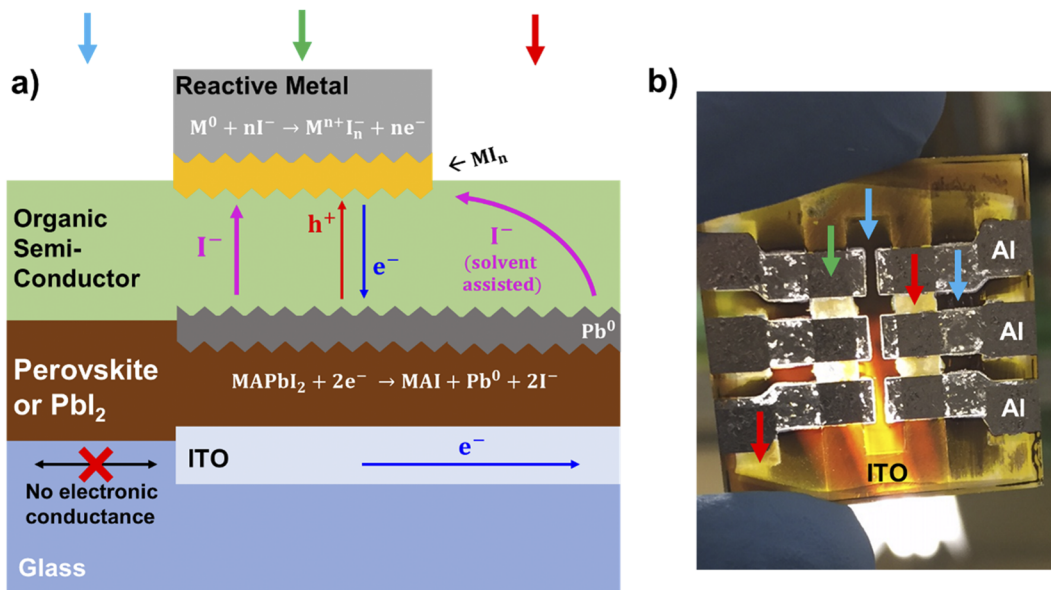 a)
Reactive Metal
M⁰ + nI⁻ → Mⁿ⁺Iₙ⁻ + ne⁻
← MIₙ
Organic
Semi-
Conductor
I⁻
h⁺
e⁻
I⁻
(solvent
assisted)
Pb⁰
Perovskite
or PbI₂
MAPbI₂ + 2e⁻ → MAI + Pb⁰ + 2I⁻
ITO
e⁻
No electronic
conductance
Glass
b)
Al
Al
Al
ITO